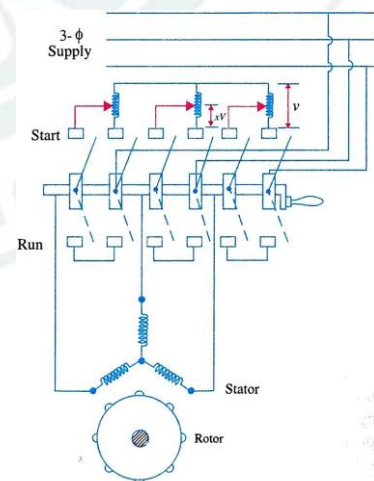 3- ϕ
Supply
xV
v
Start
Run
Stator
Rotor